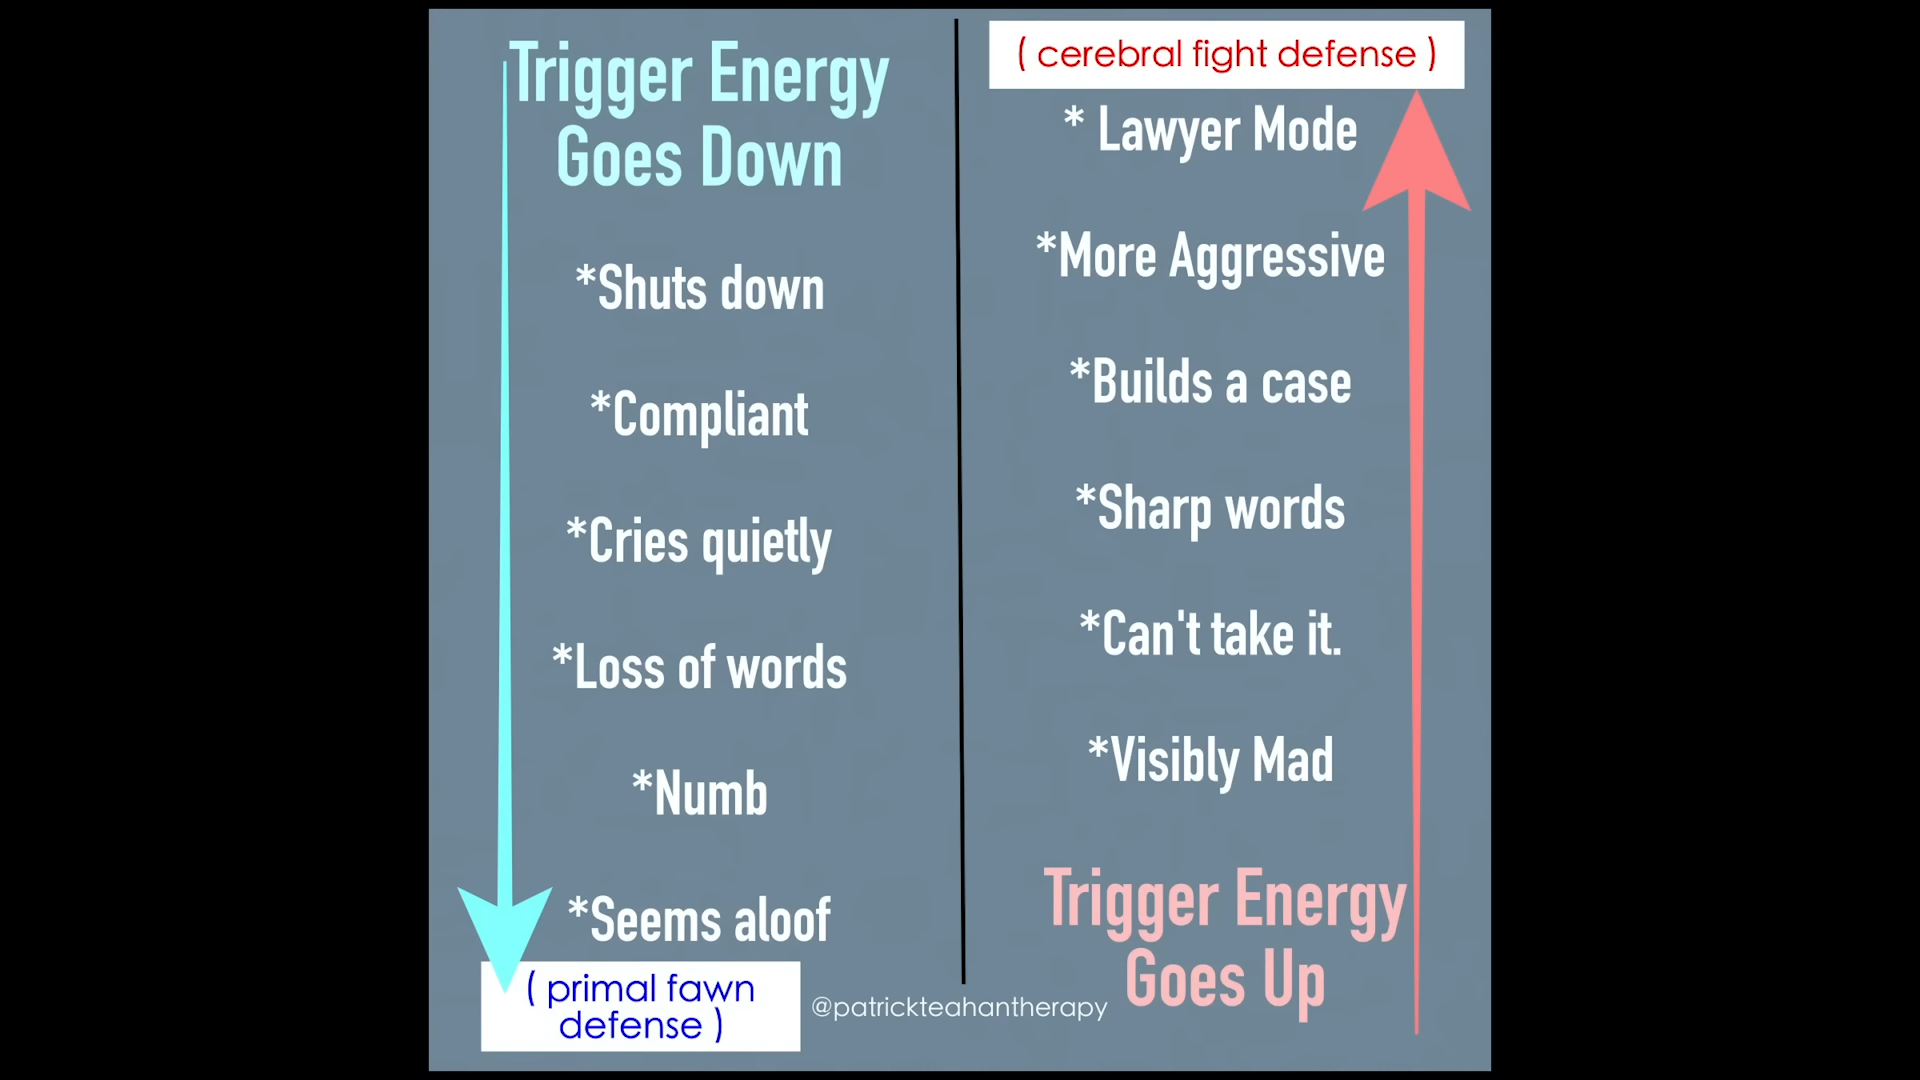 Trigger Energy
Goes Down
*Shuts down
*Compliant
*Cries quietly
*Loss of words
*Numb
*Seems aloof
( primal fawn
defense )
( cerebral fight defense )
* Lawyer Mode
*More Aggressive
*Builds a case
*Sharp words
*Can't take it.
*Visibly Mad
Trigger Energy
Goes Up
@patrickteahantherapy